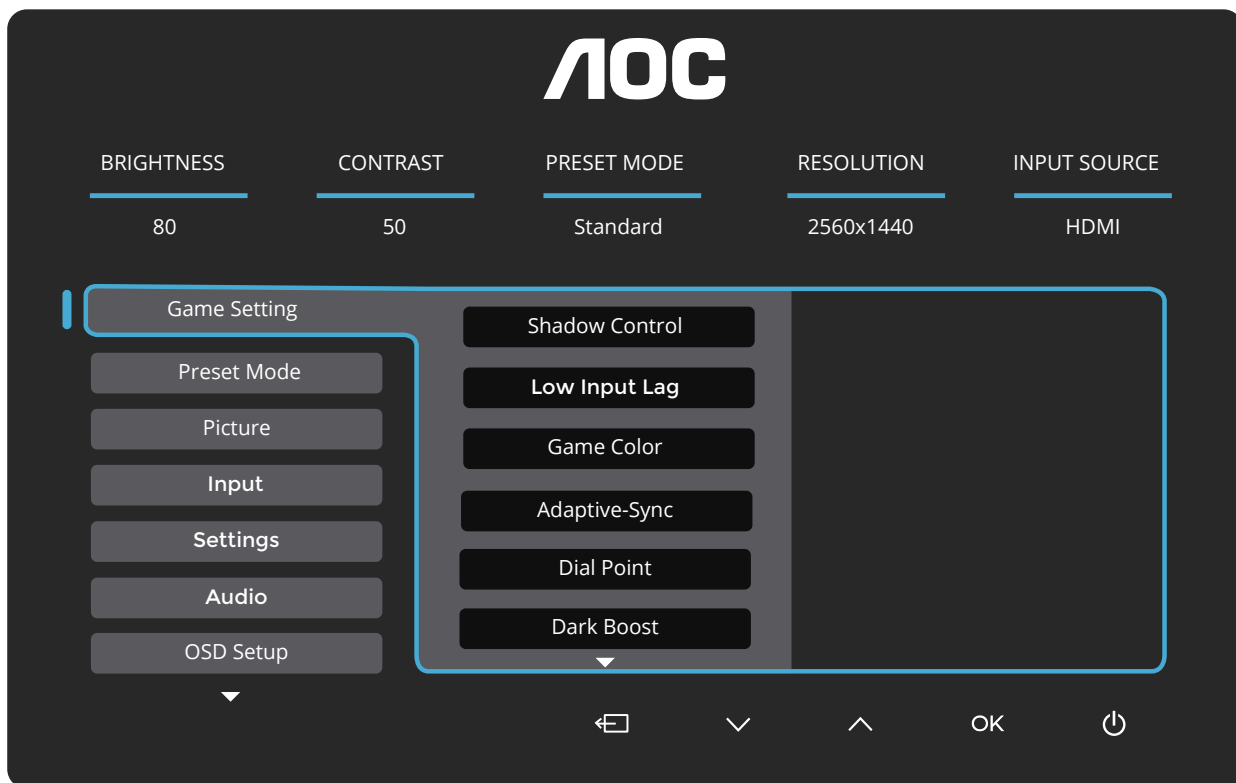 AOC
BRIGHTNESS CONTRAST PRESET MODE RESOLUTION INPUT SOURCE
80 50 Standard 2560x1440 HDMI
Game Setting
Preset Mode
Picture
Input
Settings
Audio
OSD Setup
Shadow Control
Low Input Lag
Game Color
Adaptive-Sync
Dial Point
Dark Boost
OK